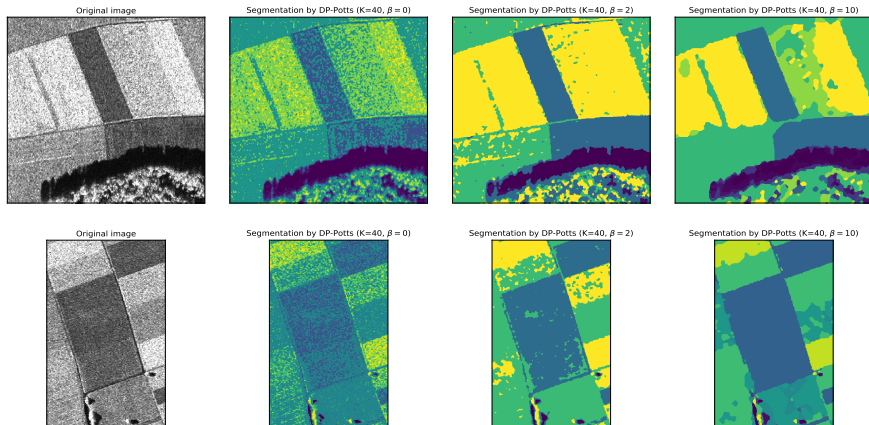 Original image
Segmentation by DP-Potts (K=40, β = 0)
Segmentation by DP-Potts (K=40, β = 2)
Segmentation by DP-Potts (K=40, β = 10)
Original image
Segmentation by DP-Potts (K=40, β = 0)
Segmentation by DP-Potts (K=40, β = 2)
Segmentation by DP-Potts (K=40, β = 10)